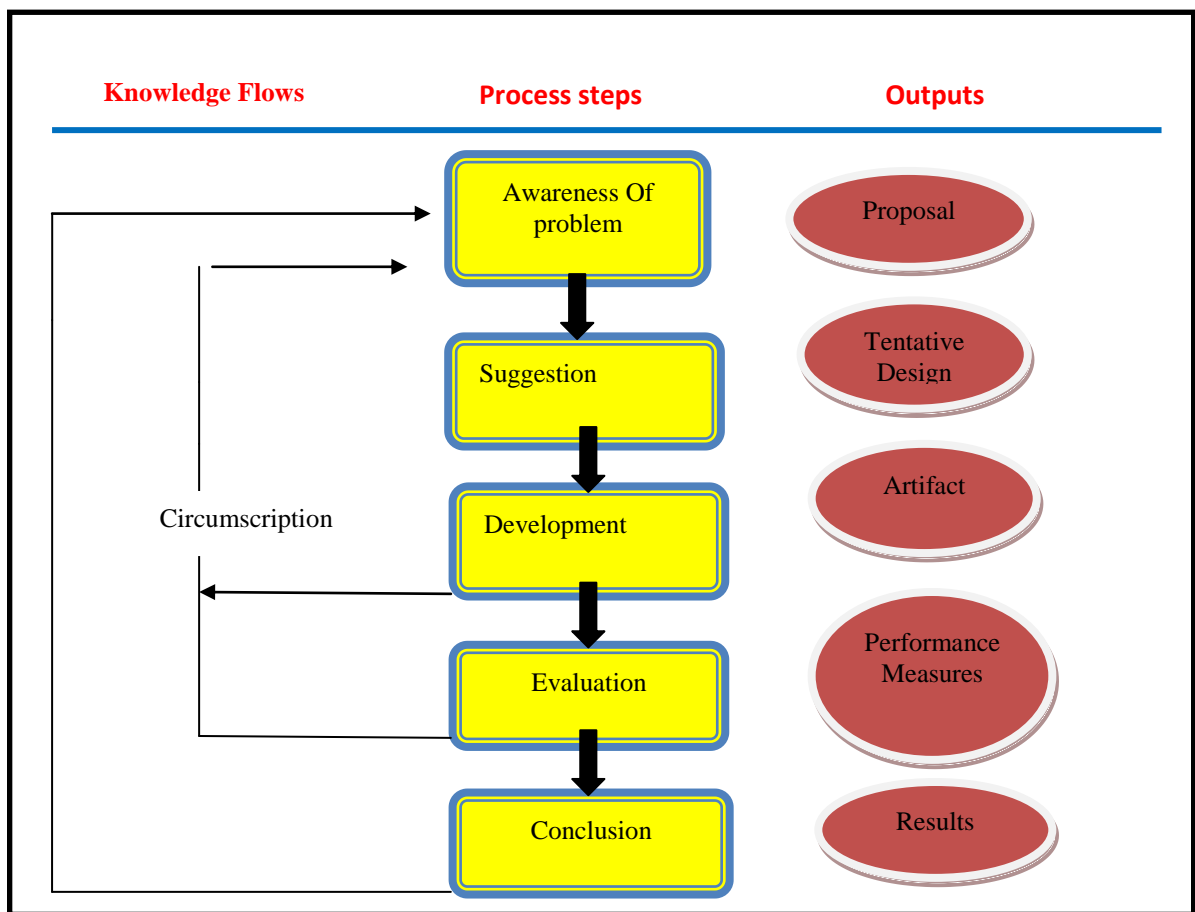 Knowledge Flows
Process steps
Outputs
Awareness Of
problem
Proposal
Suggestion
Tentative
Design
Circumscription
Development
Artifact
Evaluation
Performance
Measures
Conclusion
Results